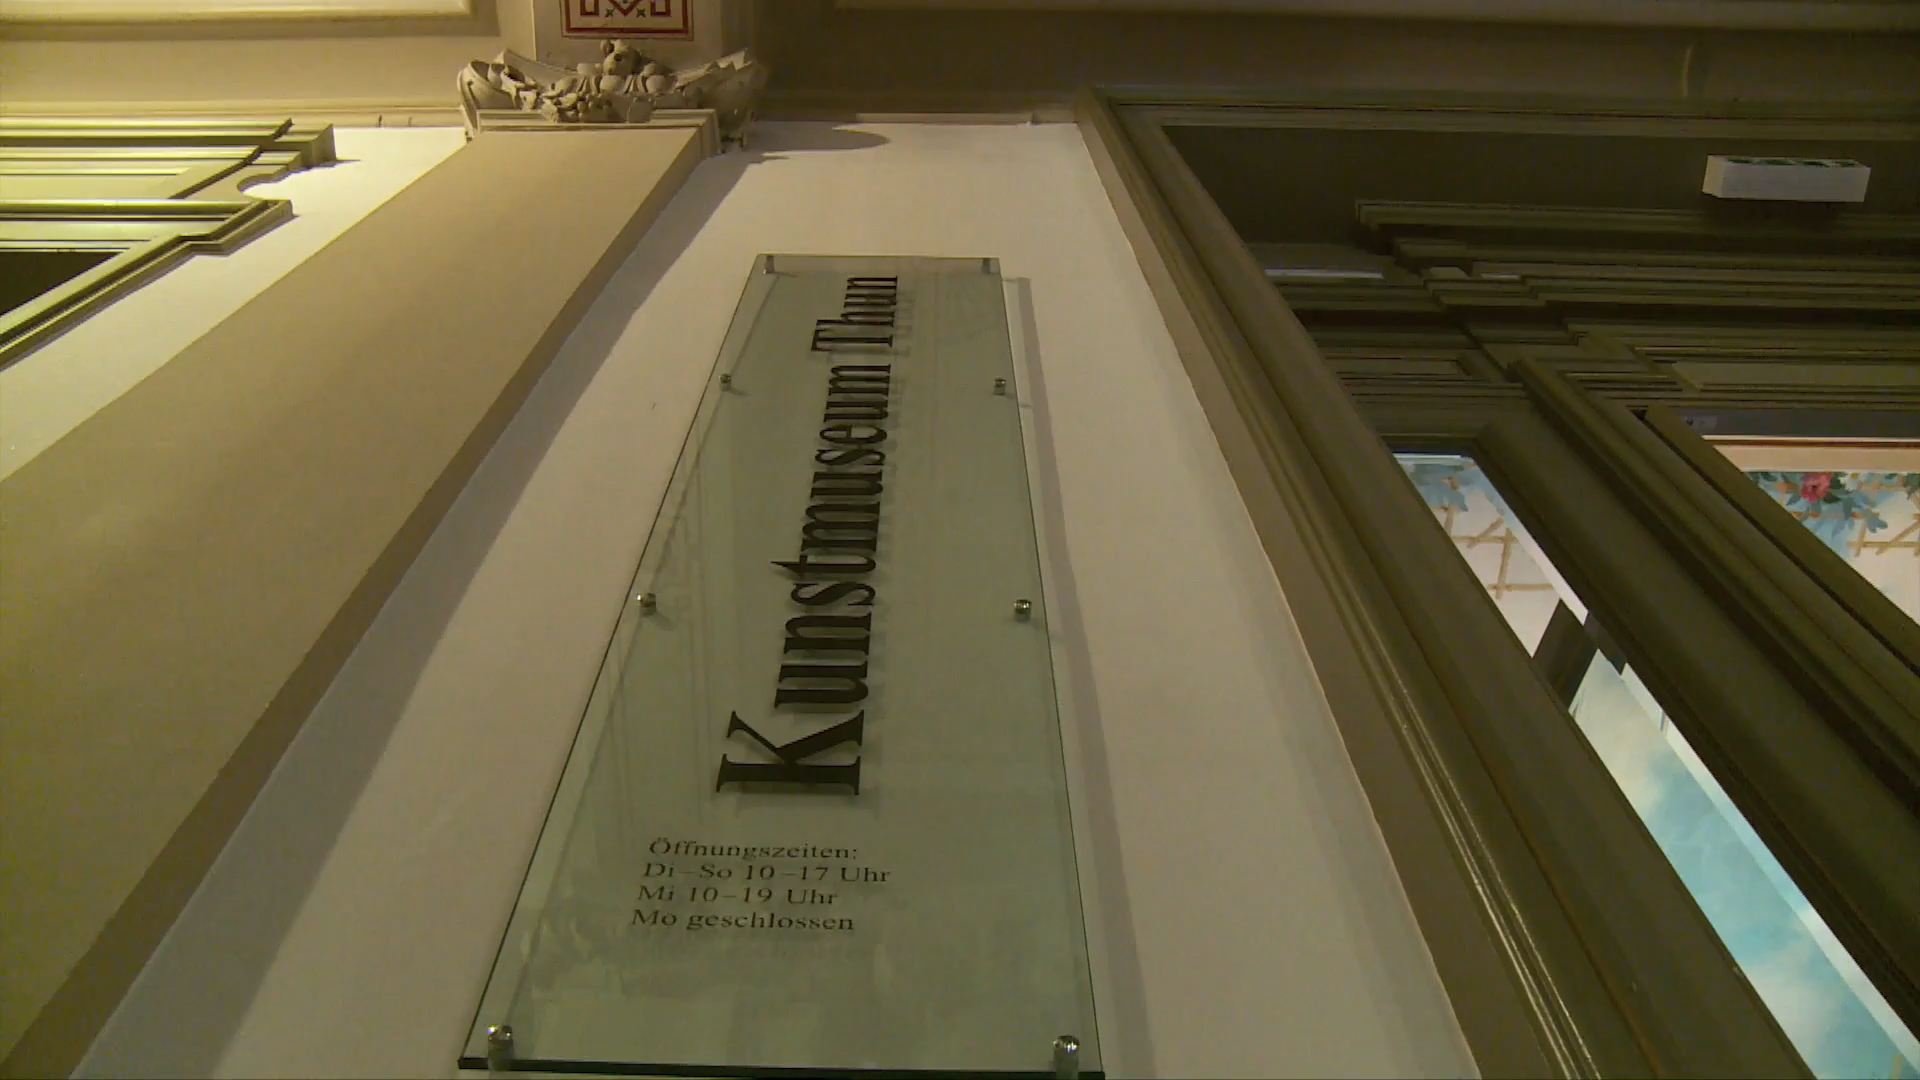 Kunstmuseum Thun
Öffnungszeiten:
Di–So 10–17 Uhr
Mi 10–19 Uhr
Mo geschlossen